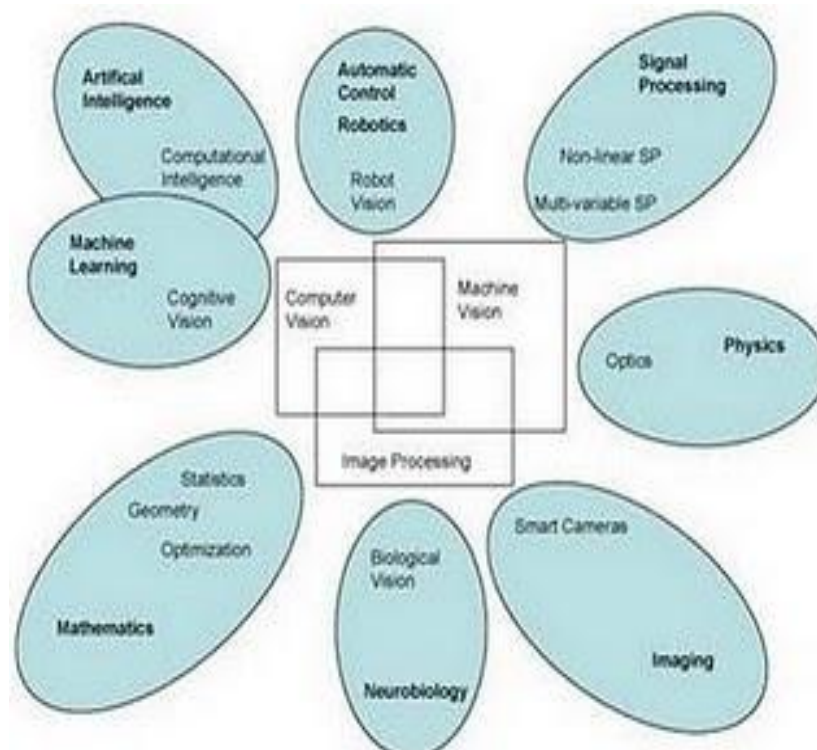 Artifical
Intelligence
Computational
Intelligence
Automatic
Control
Robotics
Robot
Vision
Signal
Processing
Non-linear SP
Multi-variable SP
Machine
Learning
Cognitive
Vision
Computer
Vision
Machine
Vision
Optics
Physics
Image Processing
Statistics
Geometry
Optimization
Mathematics
Biological
Vision
Neurobiology
Smart Cameras
Imaging